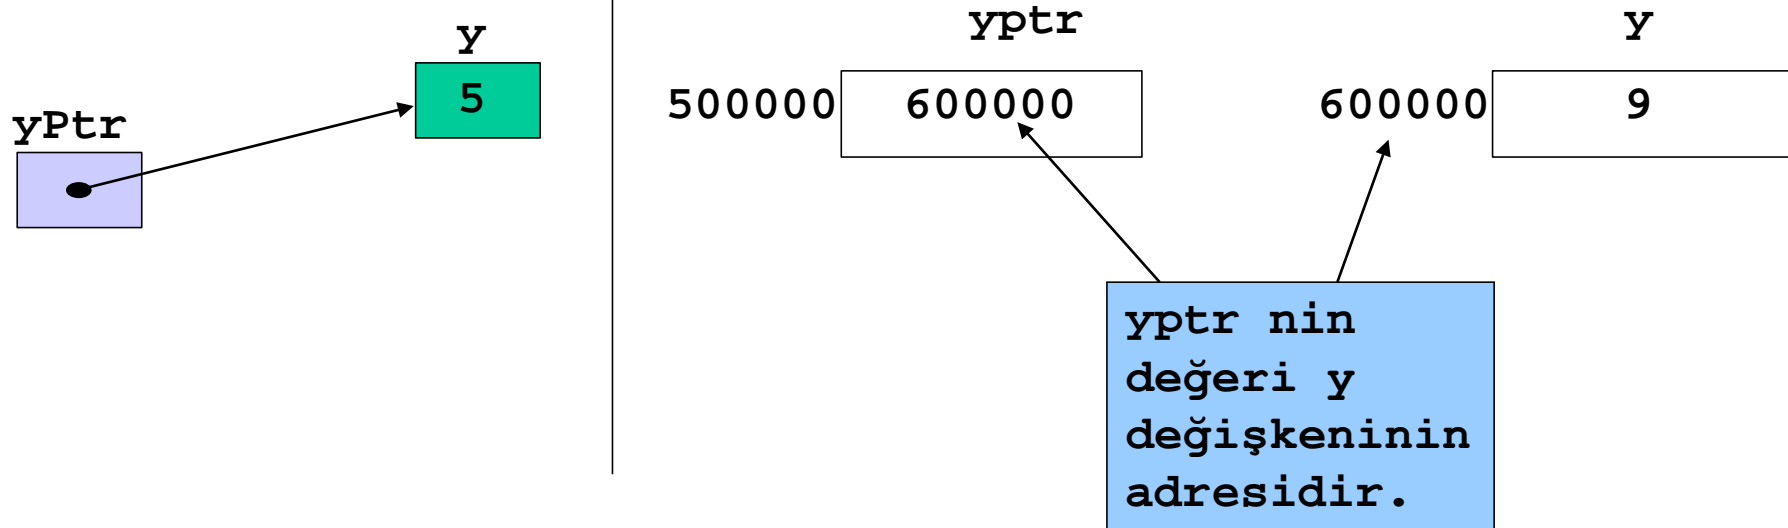 y
5
yPtr
yptr
y
500000 600000
600000 9
yptr nin
değeri y
değişkeninin
adresidir.